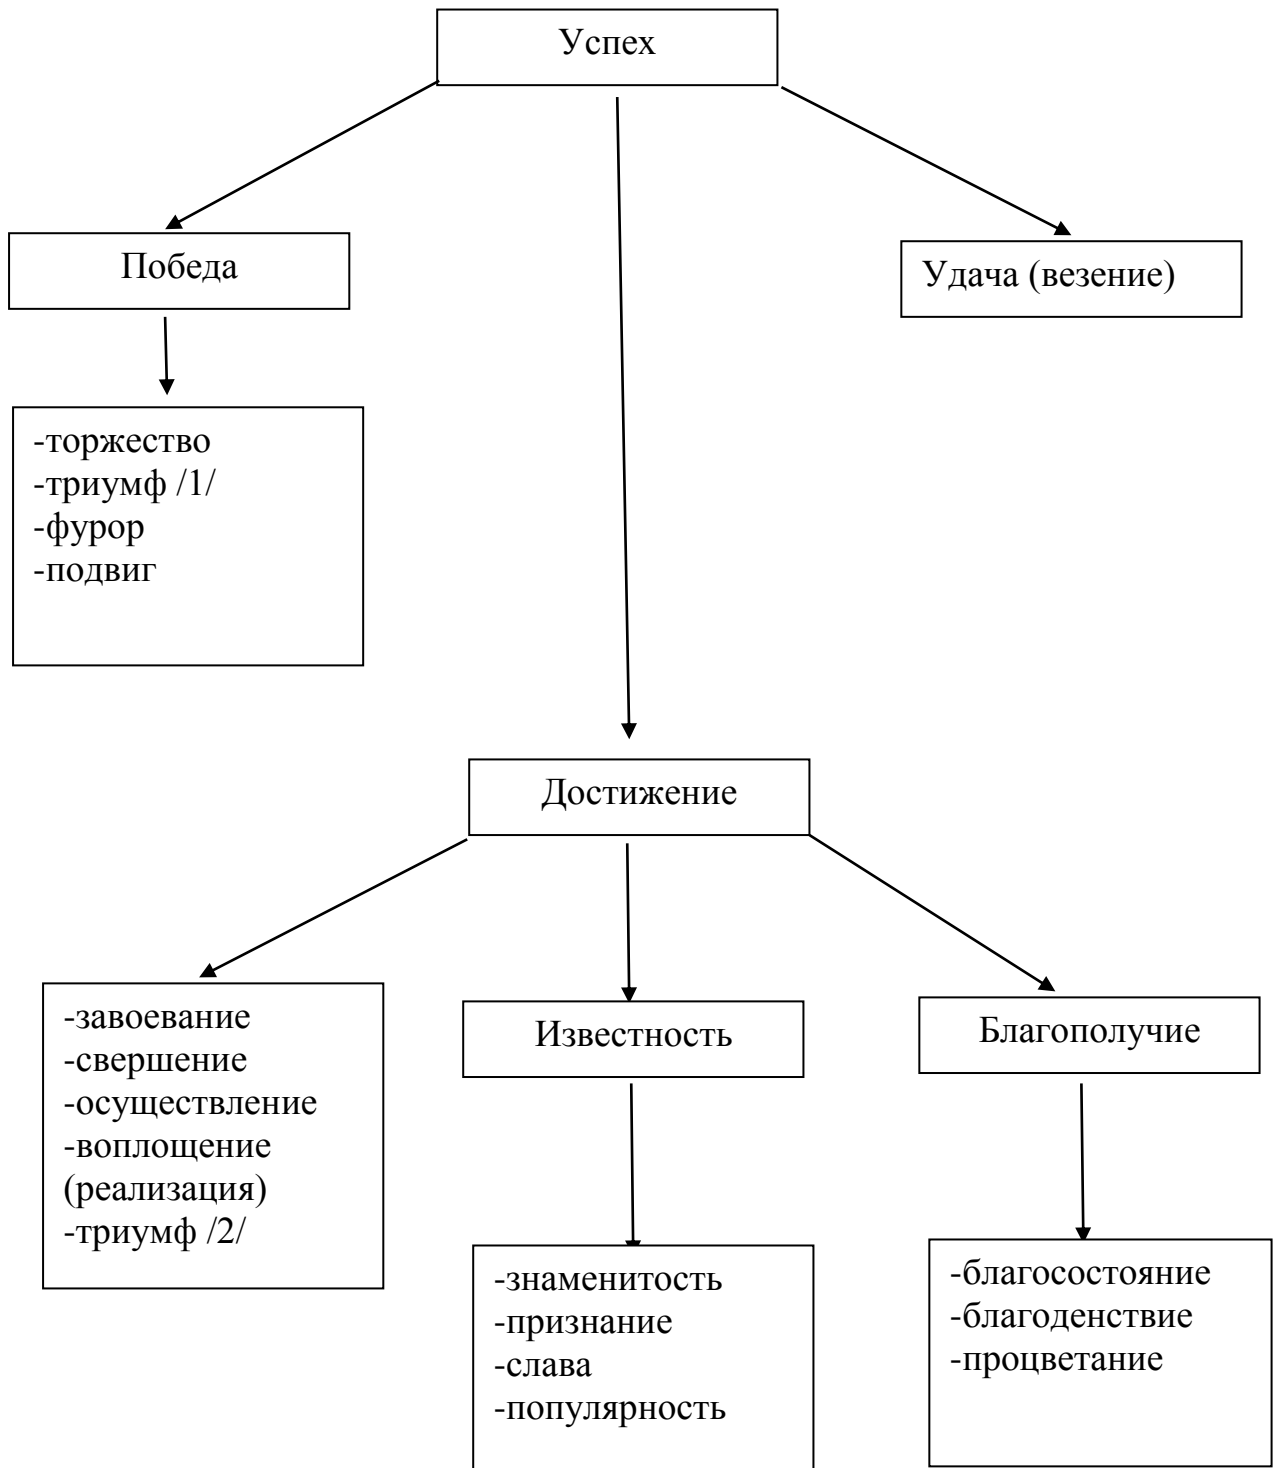 Успех
Победа
Удача (везение)
-торжество
-триумф /1/
-фурор
-подвиг
Достижение
-завоевание
-свершение
-осуществление
-воплощение
(реализация)
-триумф /2/
Известность
Благополучие
-знаменитость
-признание
-слава
-популярность
-благосостояние
-благоденствие
-процветание